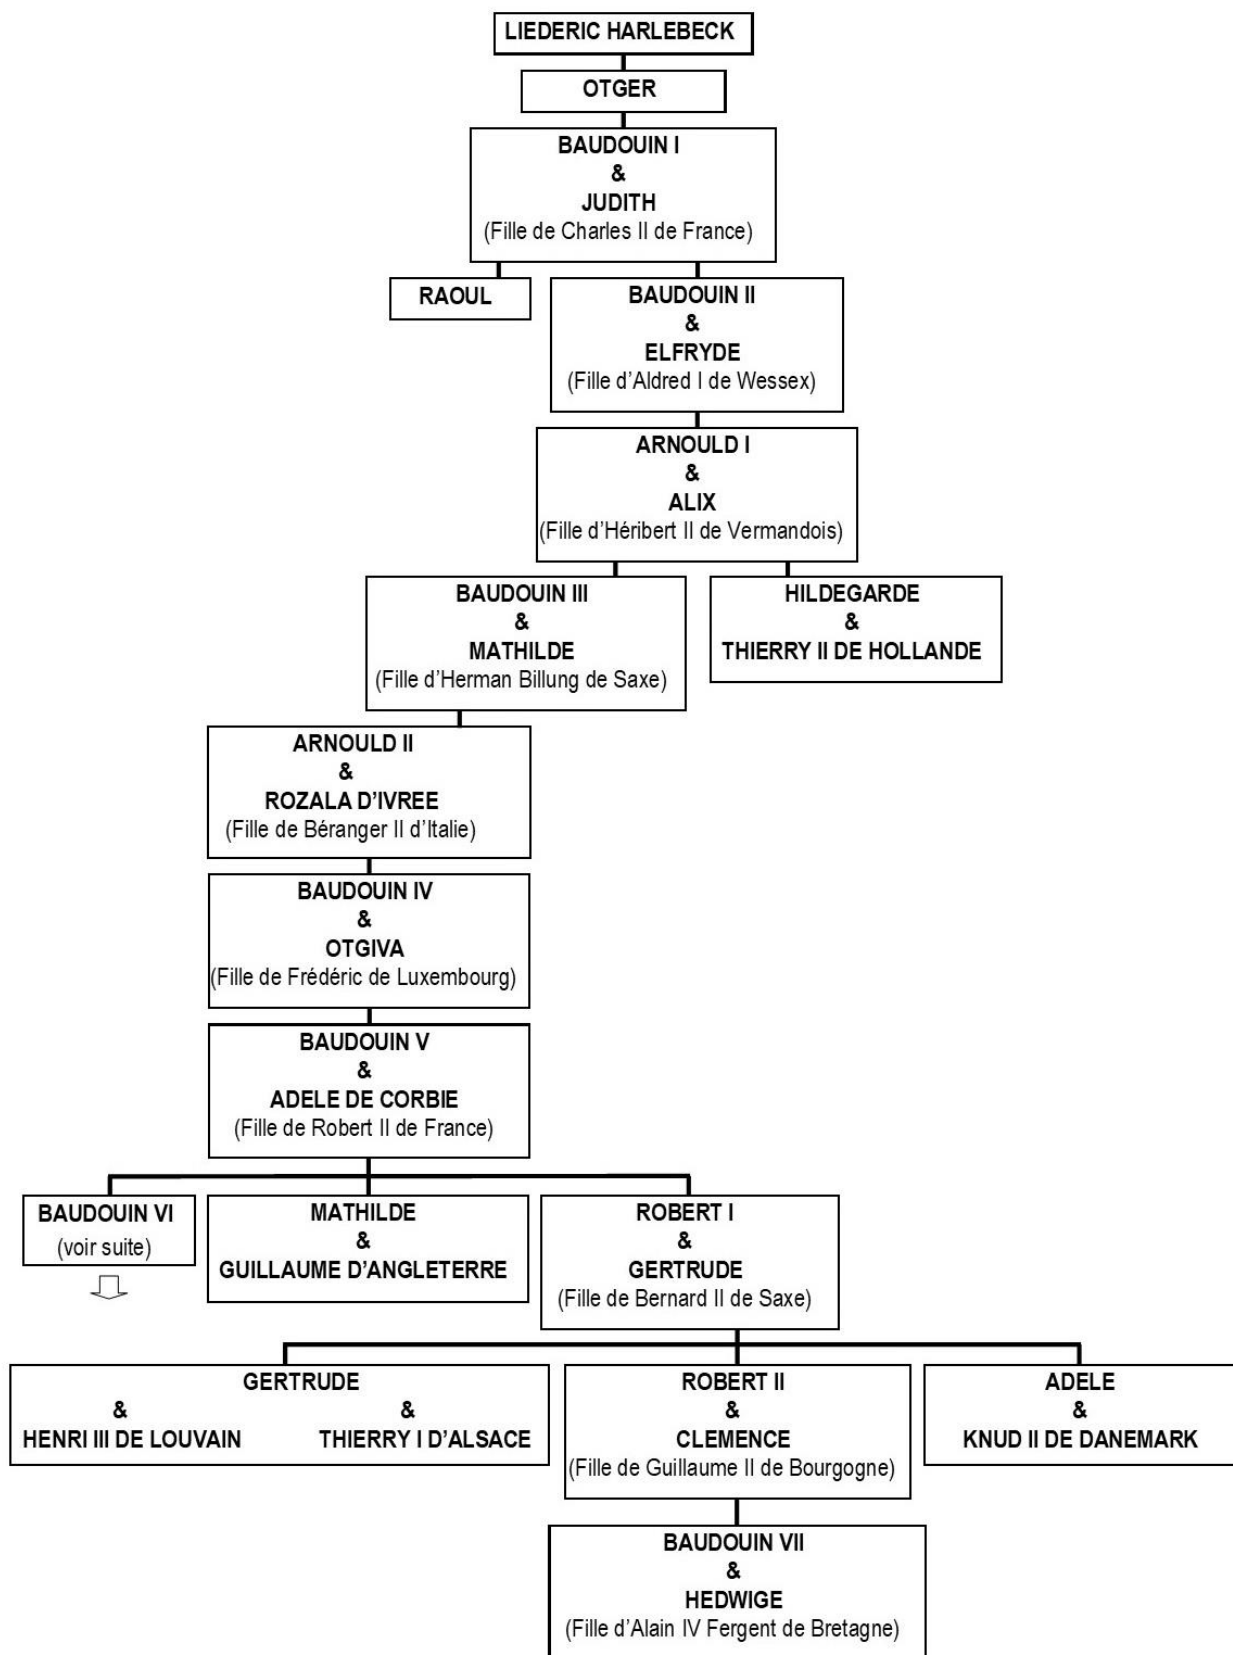 LIEDERIC HARLEBECK
OTGER
BAUDOUIN I
&
JUDITH
(Fille de Charles II de France)
RAOUL
BAUDOUIN II
&
ELFRYDE
(Fille d'Aldred I de Wessex)
ARNOULD I
&
ALIX
(Fille d'Héribert II de Vermandois)
BAUDOUIN III
&
MATHILDE
(Fille d'Herman Billung de Saxe)
HILDEGARDE
&
THIERRY II DE HOLLANDE
ARNOULD II
&
ROZALA D'IVREE
(Fille de Béranger II d'Italie)
BAUDOUIN IV
&
OTGIVA
(Fille de Frédéric de Luxembourg)
BAUDOUIN V
&
ADELE DE CORBIE
(Fille de Robert II de France)
BAUDOUIN VI
(voir suite)
MATHILDE
&
GUILLAUME D'ANGLETERRE
ROBERT I
&
GERTRUDE
(Fille de Bernard II de Saxe)
GERTRUDE
& &
HENRI III DE LOUVAIN THIERRY I D'ALSACE
ROBERT II
&
CLEMENCE
(Fille de Guillaume II de Bourgogne)
ADELE
&
KNUD II DE DANEMARK
BAUDOUIN VII
&
HEDWIGE
(Fille d'Alain IV Fergent de Bretagne)